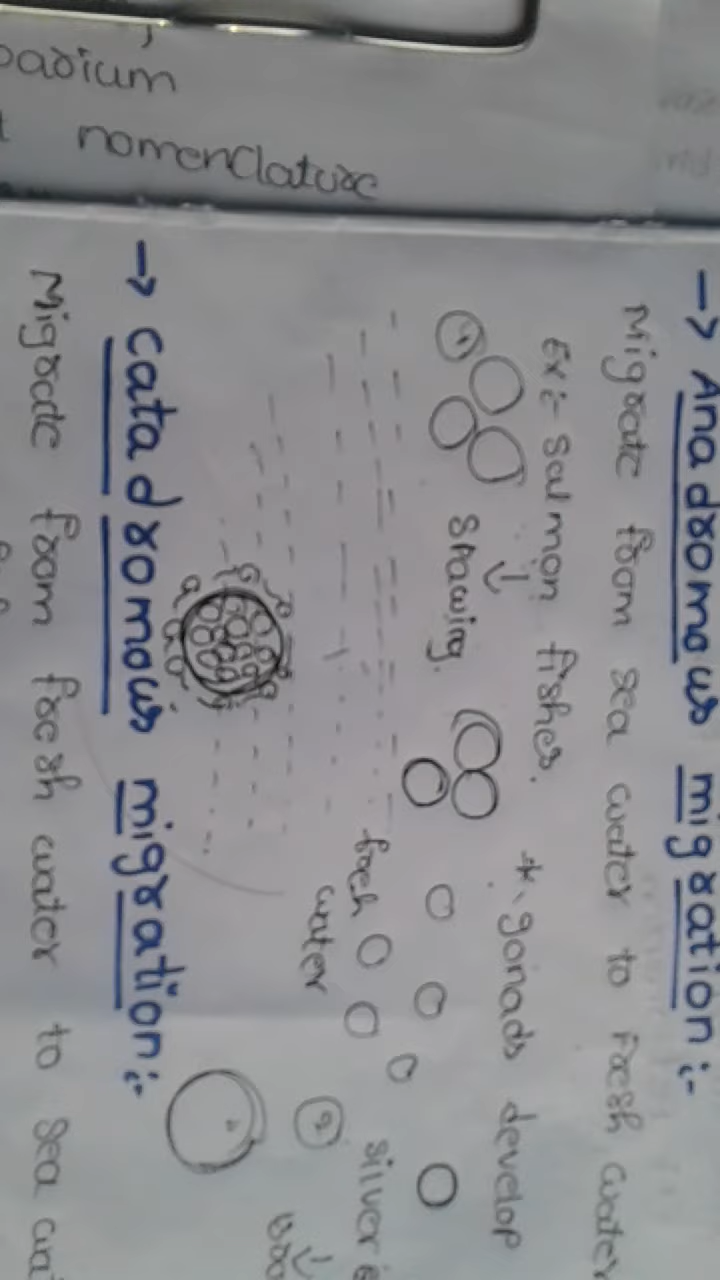 nomenclature
→ Anadromous migration :-
Migrate from sea water to Fresh water
Ex:- Salmon fishes.
* gonads develop
↓
spawing.
fresh
water
silver
→ catadromous migration :-
Migrate from fresh water to sea